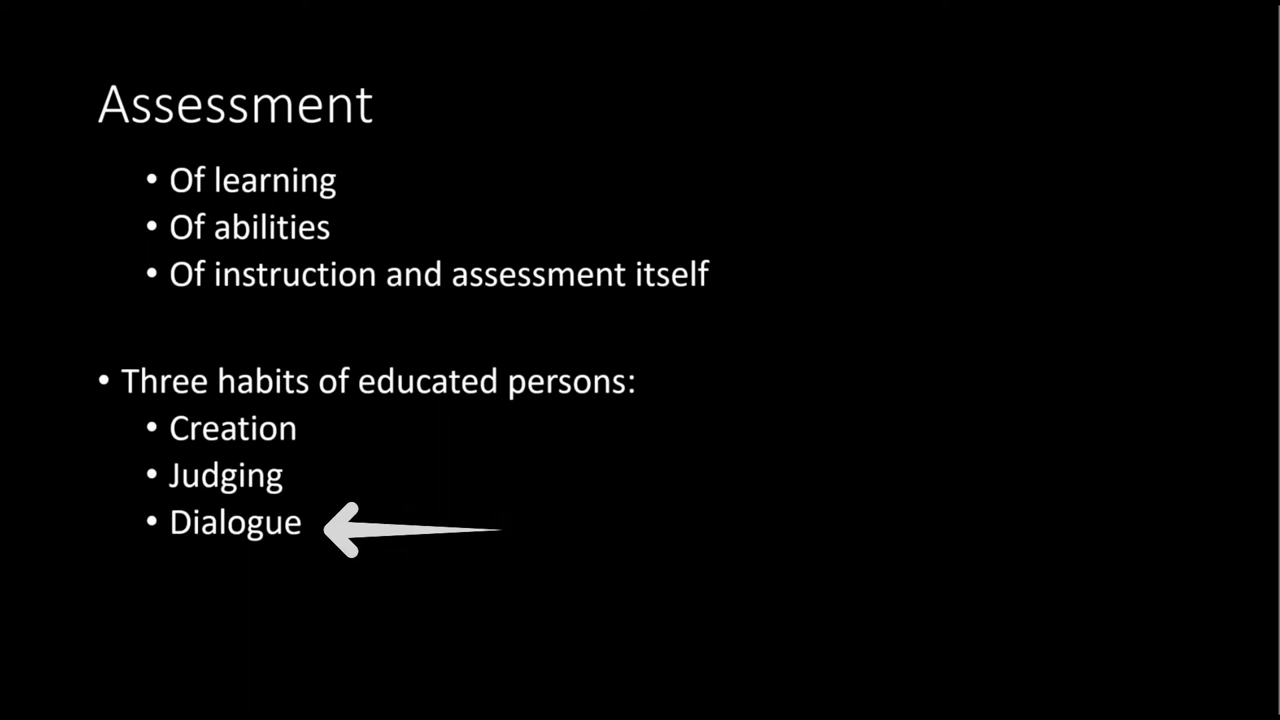 Assessment
• Of learning
• Of abilities
• Of instruction and assessment itself
• Three habits of educated persons:
• Creation
• Judging
• Dialogue